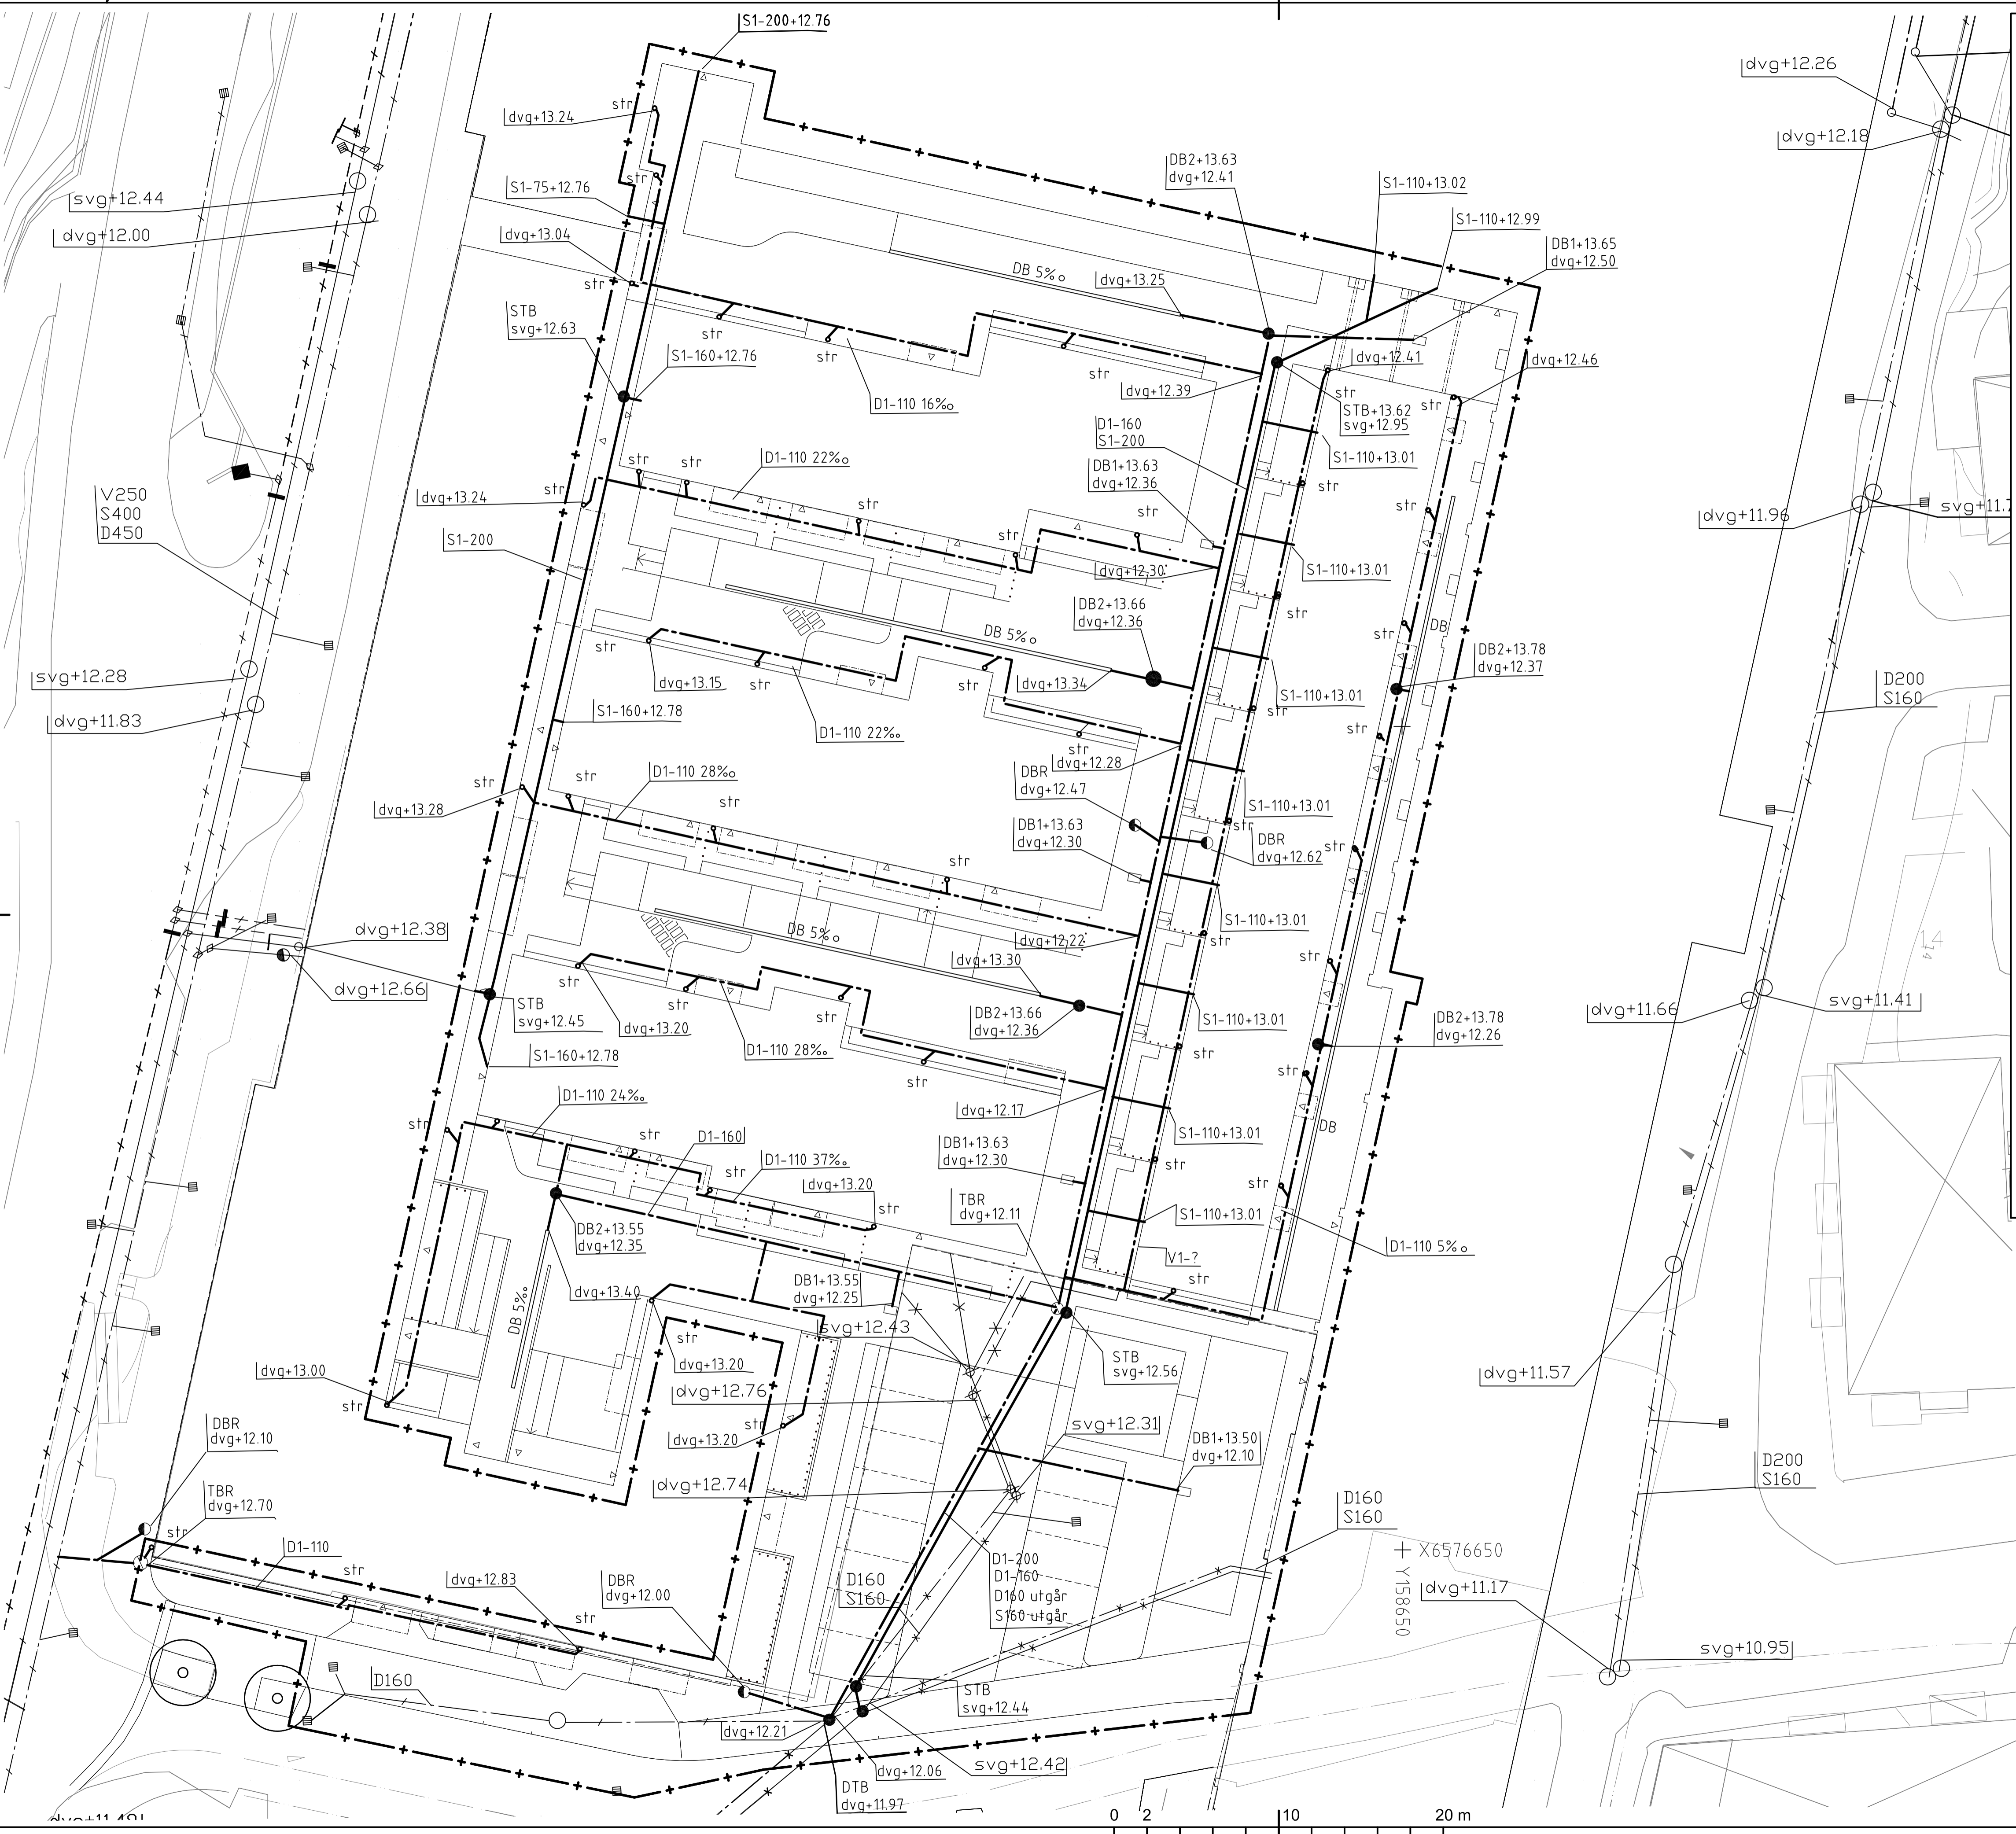 S1-200+12.76
dvg+12.26
dvg+13.24
str
dvg+12.18
DB2+13.63
dvg+12.41
S1-110+13.02
svg+12.44
S1-75+12.76
str
S1-110+12.99
dvg+12.00
dvg+13.04
DB1+13.65
dvg+12.50
DB 5‰
dvg+13.25
str
STB
svg+12.63
str
str
S1-160+12.76
str
dvg+12.41
dvg+12.46
dvg+12.39
str
D1-110 16‰
STB+13.62
svg+12.95
str
D1-160
S1-200
D1-110 22‰
S1-110+13.01
str
str
DB1+13.63
dvg+12.36
V250
S400
D450
dvg+13.24
str
str
str
str
str
dvg+11.96
S1-200
str
dvg+12.30
S1-110+13.01
DB2+13.66
dvg+12.36
str
str
DB
DB 5‰
str
str
DB2+13.78
dvg+12.37
svg+12.28
dvg+13.15
str
dvg+13.34
S1-110+13.01
D200
S160
dvg+11.83
S1-160+12.78
str
str
D1-110 22‰
str
dvg+12.28
D1-110 28‰
DBR
dvg+12.47
str
dvg+13.28
str
S1-110+13.01
DB1+13.63
dvg+12.30
str
DBR
dvg+12.62
str
str
S1-110+13.01
dvg+12.38
DB 5‰
dvg+12.22
str
str
dvg+13.30
14
dvg+12.66
str
STB
svg+12.45
dvg+13.20
str
str
DB2+13.66
dvg+12.36
S1-110+13.01
dvg+11.66
svg+11.41
DB2+13.78
dvg+12.26
S1-160+12.78
D1-110 28‰
str
str
str
D1-110 24‰
dvg+12.17
str
D1-160
S1-110+13.01
DB
str
str
D1-110 37‰
DB1+13.63
dvg+12.30
str
dvg+13.20
str
TBR
dvg+12.11
S1-110+13.01
DB2+13.55
dvg+12.35
D1-110 5‰
V1-?
DB 5‰
dvg+13.40
DB1+13.55
dvg+12.25
str
svg+12.43
str
dvg+13.20
STB
svg+12.56
dvg+13.00
dvg+12.76
dvg+11.57
str
DBR
dvg+12.10
str
dvg+13.20
svg+12.31
DB1+13.50
dvg+12.10
TBR
dvg+12.70
dvg+12.74
D200
S160
D160
S160
str
D1-110
str
X6576650
Y158650
dvg+12.83
DBR
dvg+12.00
D160
S160
D1-200
D1-160
D160 utgår
S160 utgår
dvg+11.17
str
svg+10.95
D160
STB
svg+12.44
dvg+12.21
dvg+12.06
svg+12.42
DTB
dvg+11.97
0 2 10 20 m